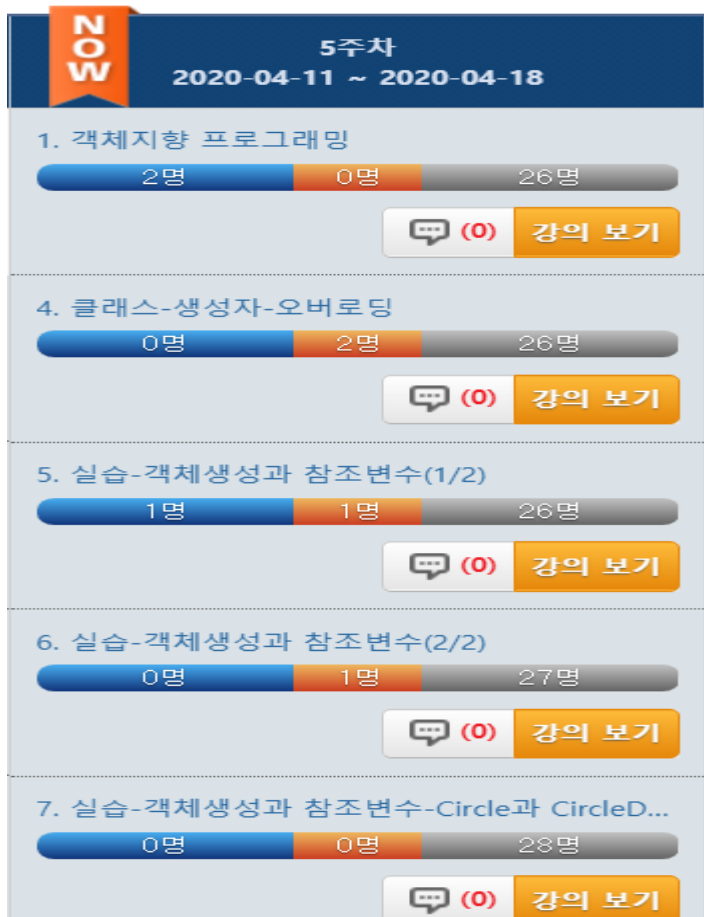 NOW
5주차
2020-04-11 ~ 2020-04-18
1. 객체지향 프로그래밍
2명 0명 26명
(0) 강의 보기
4. 클래스-생성자-오버로딩
0명 2명 26명
(0) 강의 보기
5. 실습-객체생성과 참조변수(1/2)
1명 1명 26명
(0) 강의 보기
6. 실습-객체생성과 참조변수(2/2)
0명 1명 27명
(0) 강의 보기
7. 실습-객체생성과 참조변수-Circle과 CircleD...
0명 0명 28명
(0) 강의 보기